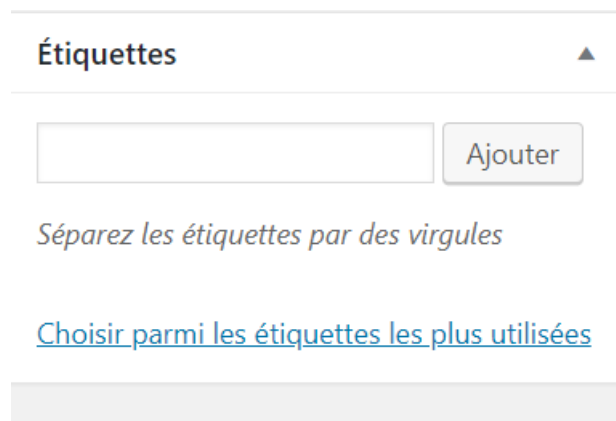 Étiquettes
Ajouter
Séparez les étiquettes par des virgules
Choisir parmi les étiquettes les plus utilisées